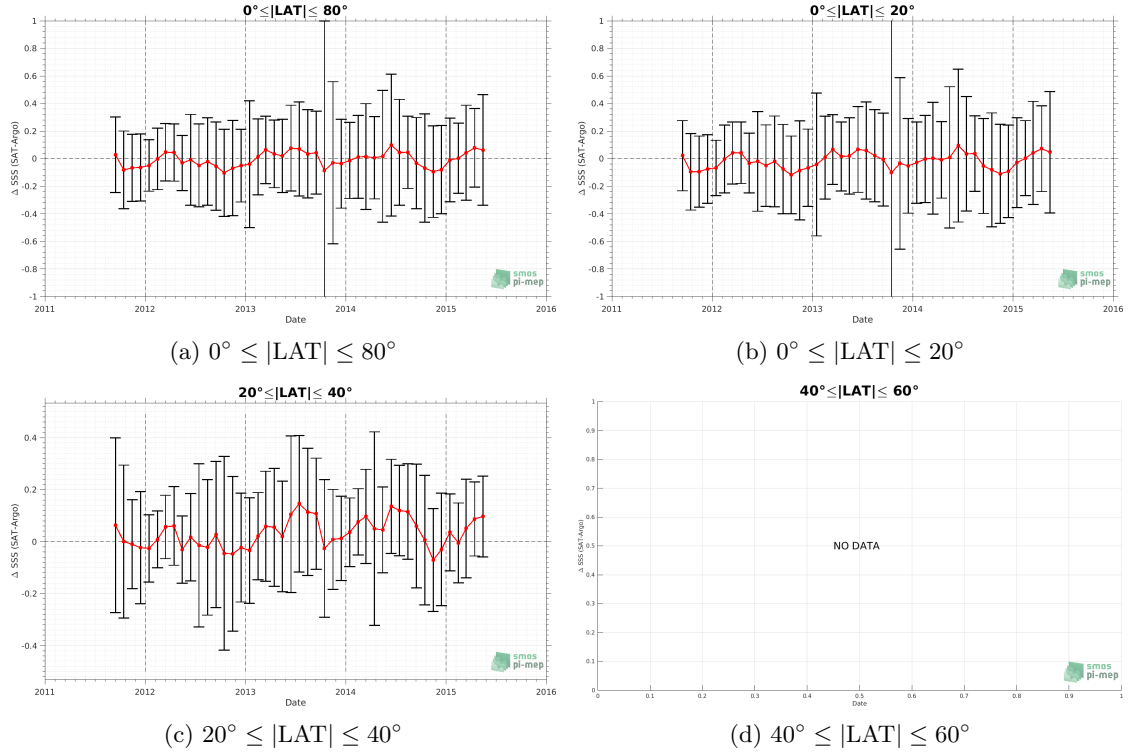 0°≤|LAT|≤ 80°
1
0.8
0.6
0.4
0.2
0
-0.2
-0.4
-0.6
-0.8
-1
Δ SSS (SAT-Argo)
2011 2012 2013 2014 2015 2016
Date
smos
pi-mep
(a) 0° ≤ |LAT| ≤ 80°
0°≤|LAT|≤ 20°
1
0.8
0.6
0.4
0.2
0
-0.2
-0.4
-0.6
-0.8
-1
Δ SSS (SAT-Argo)
2011 2012 2013 2014 2015 2016
Date
smos
pi-mep
(b) 0° ≤ |LAT| ≤ 20°
20°≤|LAT|≤ 40°
0.4
0.2
0
-0.2
-0.4
Δ SSS (SAT-Argo)
2011 2012 2013 2014 2015 2016
Date
smos
pi-mep
(c) 20° ≤ |LAT| ≤ 40°
40°≤|LAT|≤ 60°
1
0.9
0.8
0.7
0.6
0.5
0.4
0.3
0.2
0.1
0
Δ SSS (SAT-Argo)
NO DATA
0 0.1 0.2 0.3 0.4 0.5 0.6 0.7 0.8 0.9 1
Date
smos
pi-mep
(d) 40° ≤ |LAT| ≤ 60°